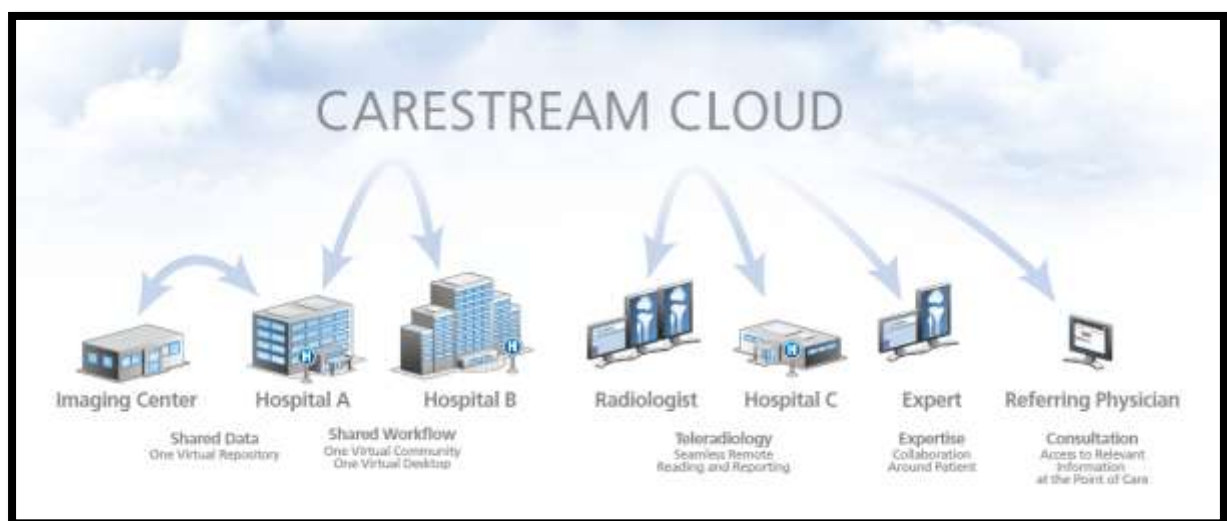 CARESTREAM CLOUD
Imaging Center
Hospital A
Hospital B
Radiologist
Hospital C
Expert
Referring Physician
Shared Data
One Virtual Repository
Shared Workflow
One Virtual Community
One Virtual Desktop
Teleradiology
Seamless Remote
Reading and Reporting
Expertise
Collaboration
Around Patient
Consultation
Access to Relevant
Information
at the Point of Care
H
H
H